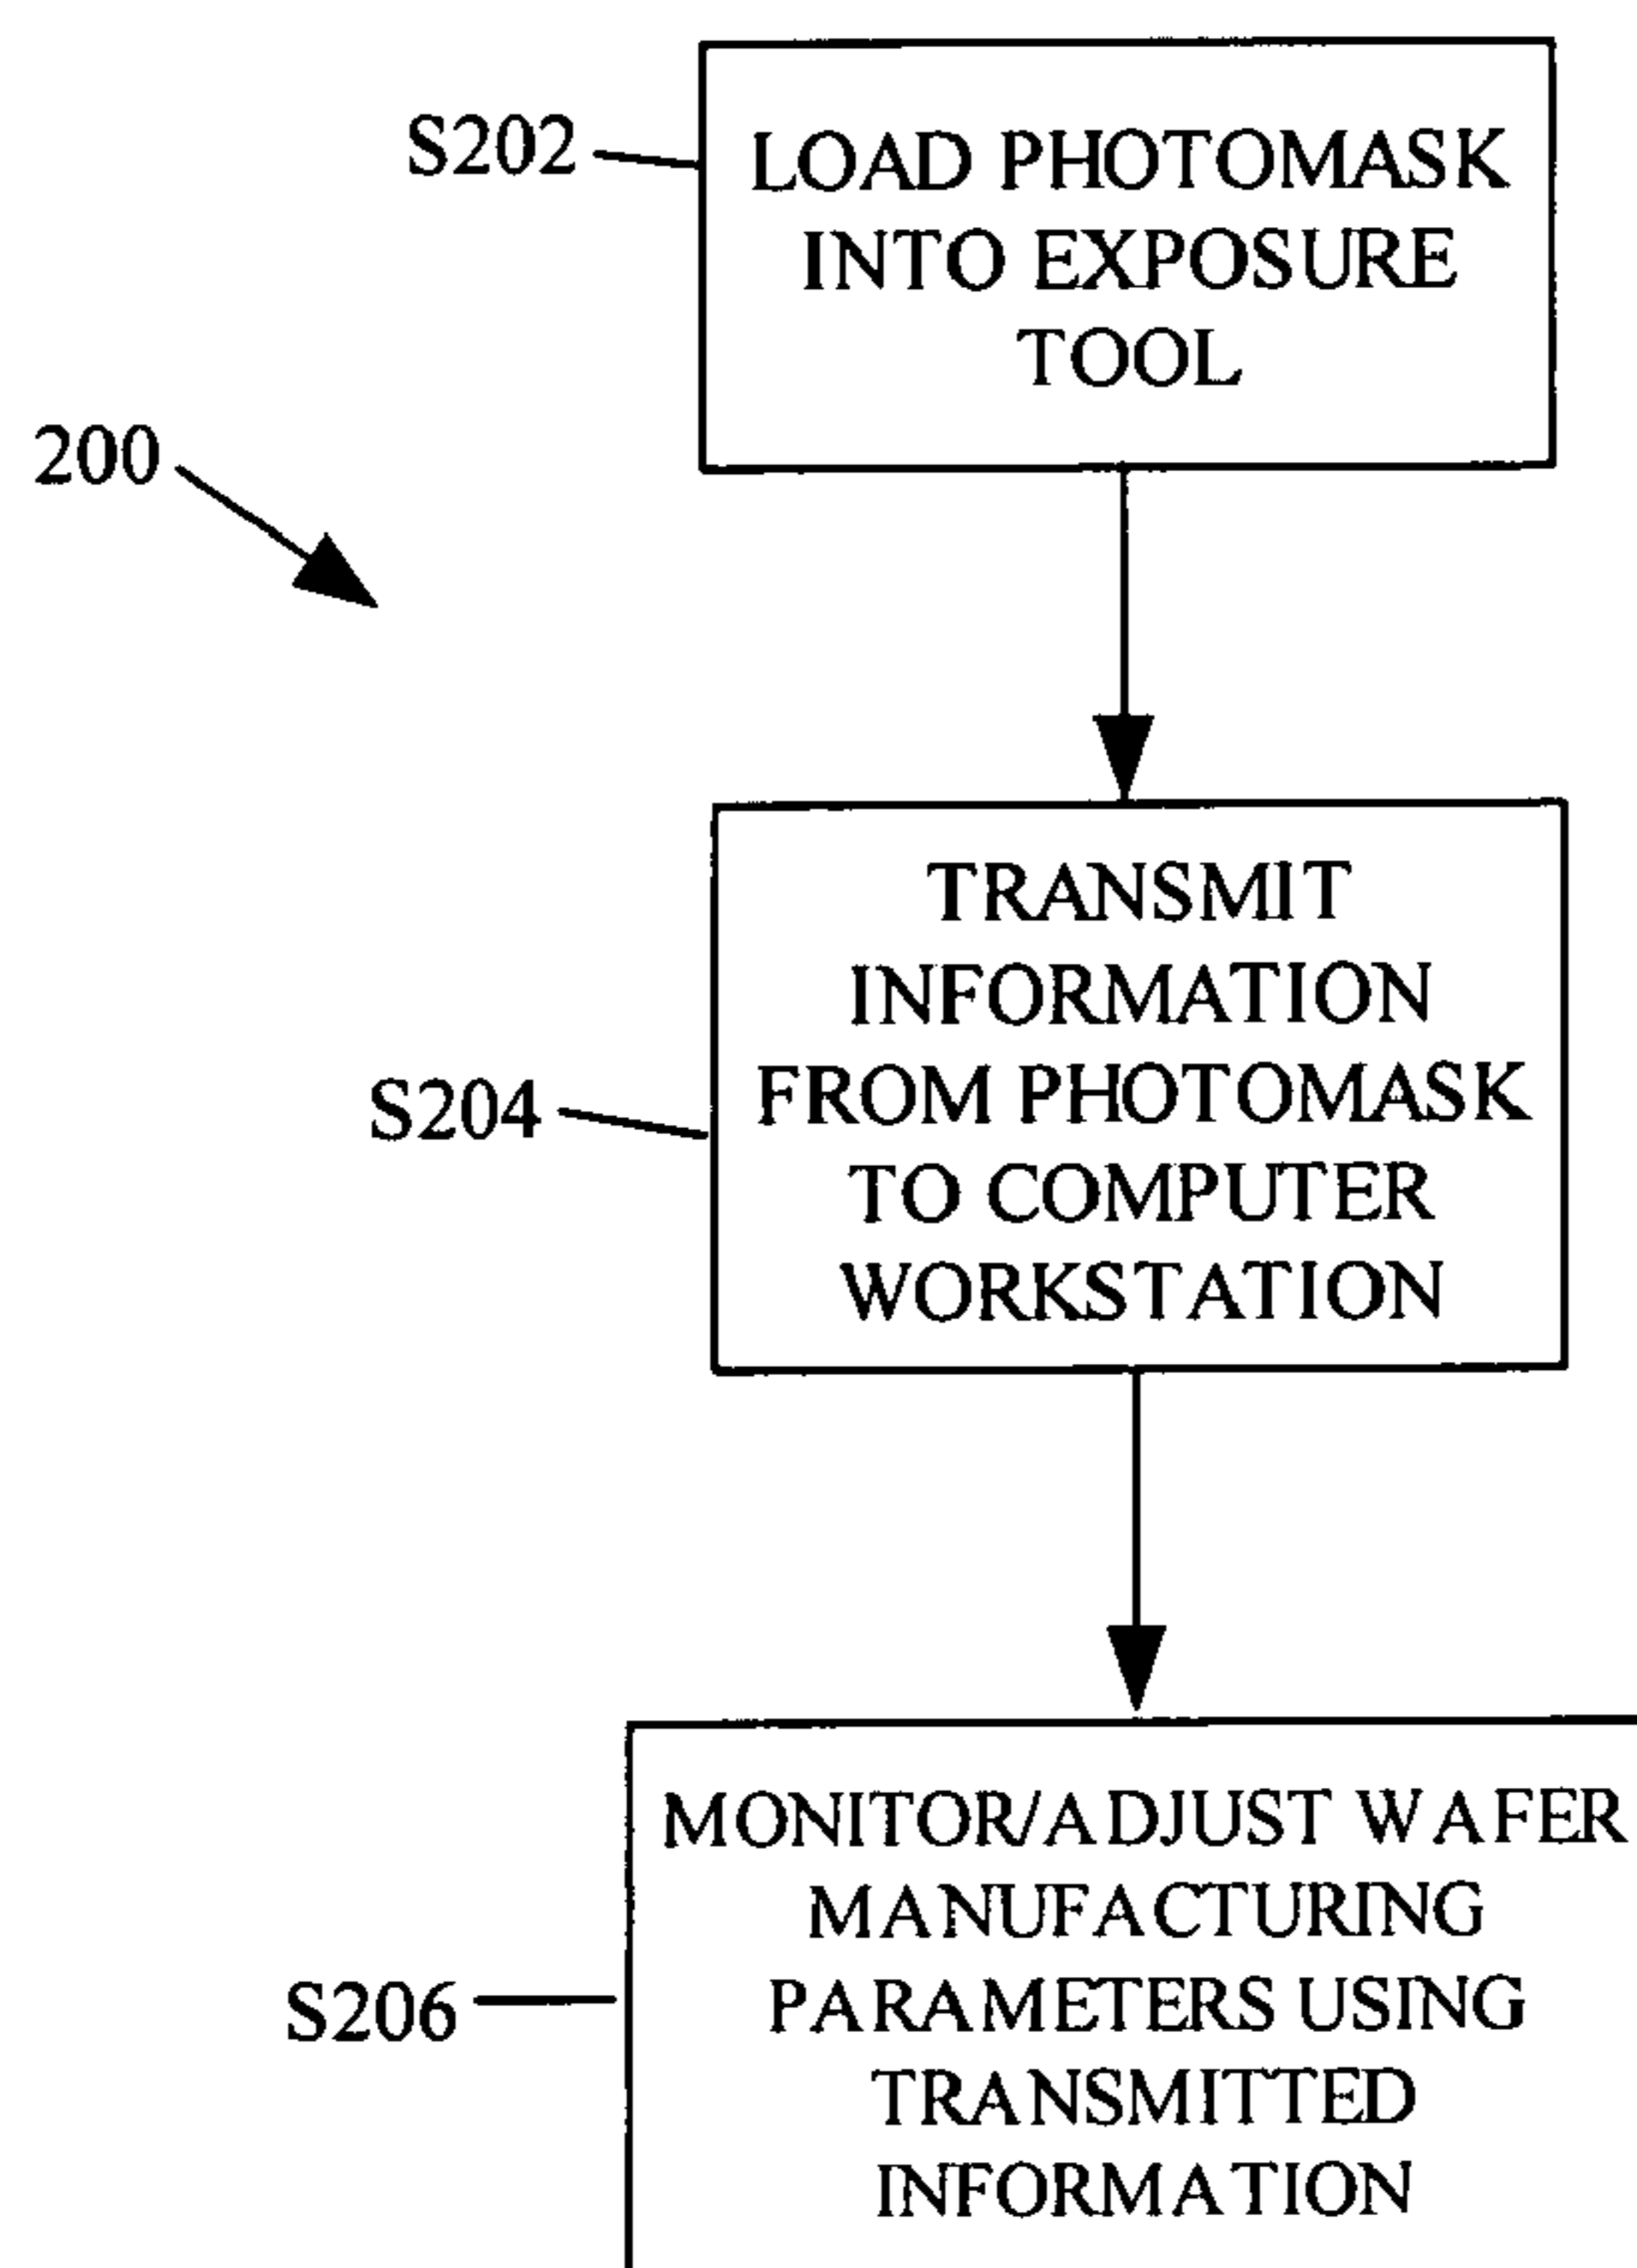 S202
LOAD PHOTOMASK
INTO EXPOSURE
TOOL
200
TRANSMIT
INFORMATION
FROM PHOTOMASK
TO COMPUTER
WORKSTATION
S204
MONITOR/ADJUST WAFER
MANUFACTURING
PARAMETERS USING
TRANSMITTED
INFORMATION
S206